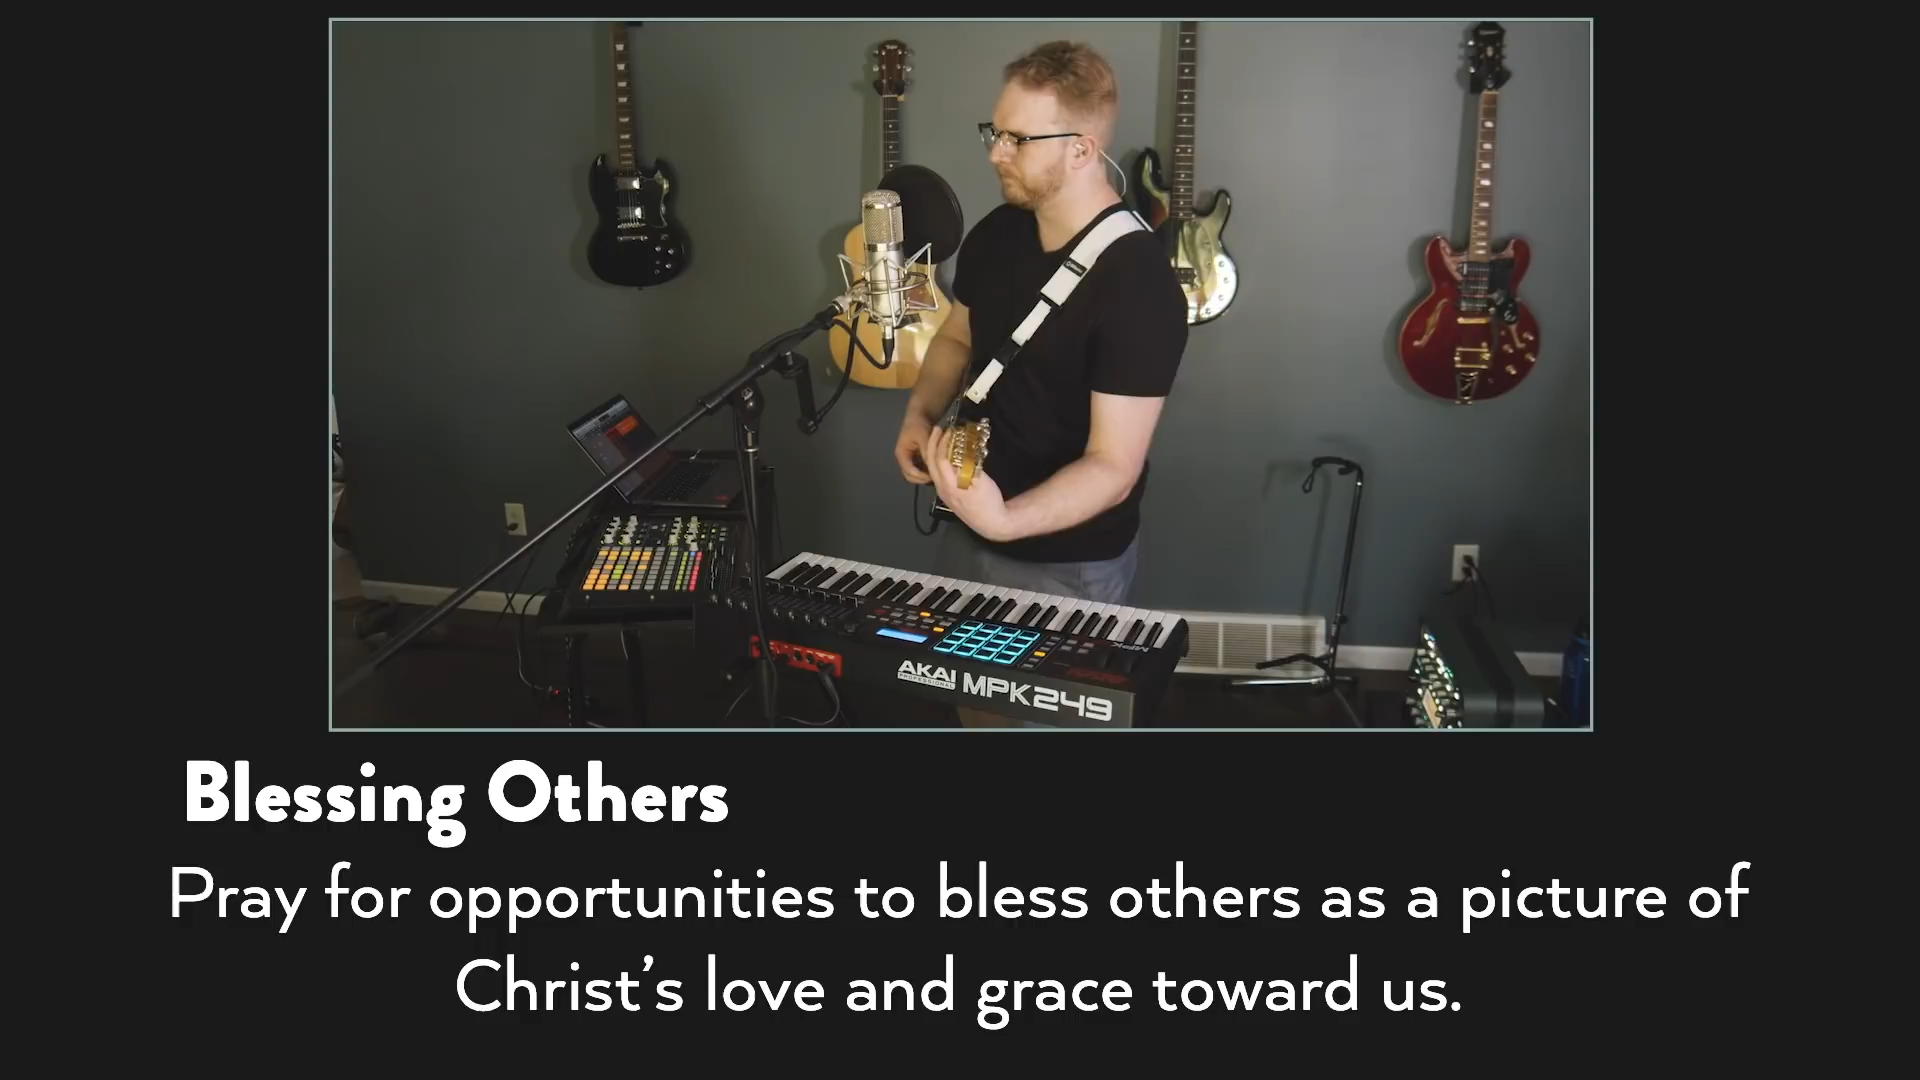 AKAI
PROFESSIONAL
MPK249
Blessing Others
Pray for opportunities to bless others as a picture of
Christ’s love and grace toward us.